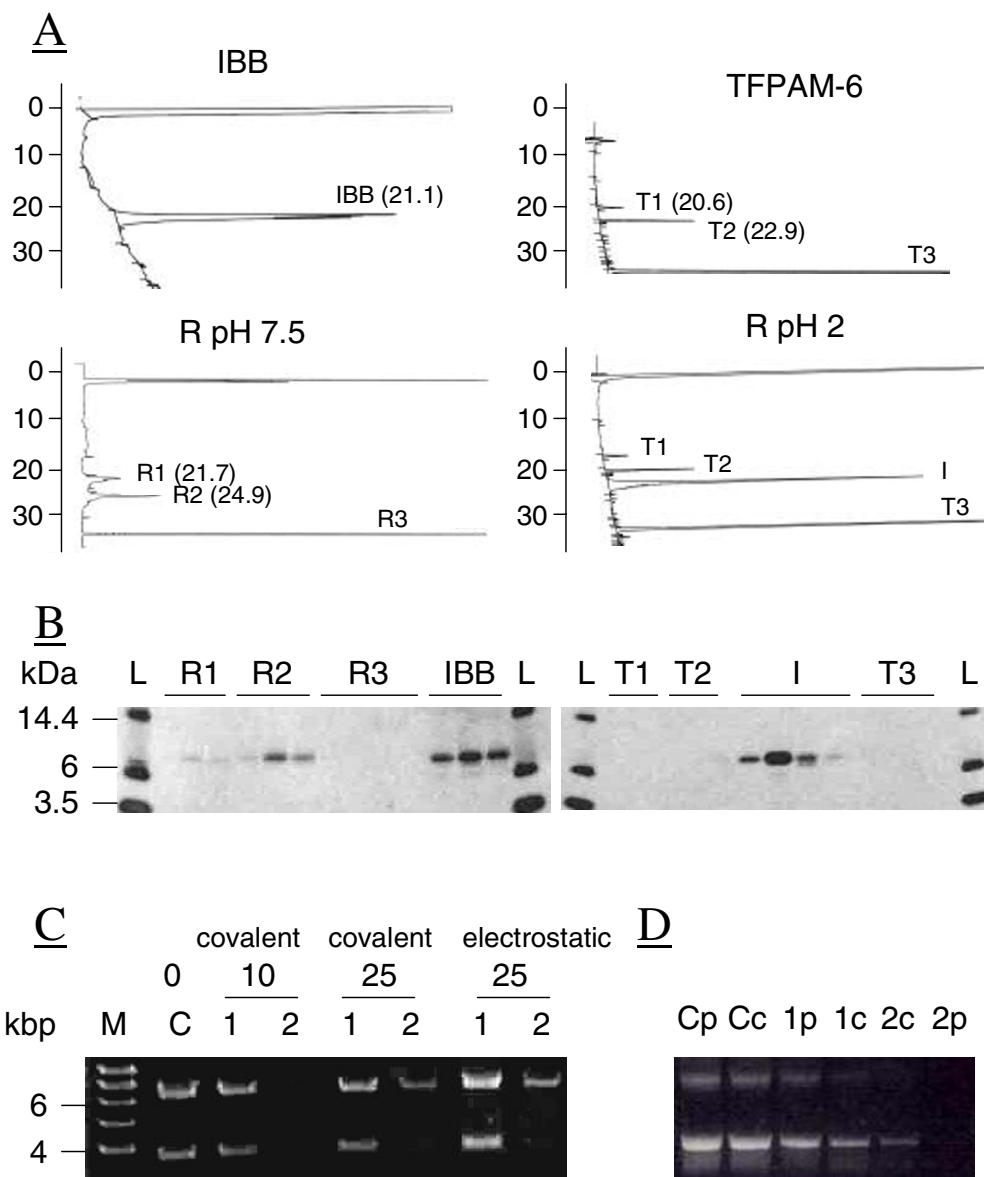 A
IBB
0
10
20
30
IBB (21.1)
TFPAM-6
0
10
20
30
T1 (20.6)
T2 (22.9)
T3
R pH 7.5
0
10
20
30
R1 (21.7)
R2 (24.9)
R3
R pH 2
0
10
20
30
T1
T2
I
T3
B
kDa L R1 R2 R3 IBB L L T1 T2 I T3 L
14.4
6
3.5
C
covalent covalent electrostatic
0 10 25 25
kbp M C 1 2 1 2 1 2
6
4
D
Cp Cc 1p 1c 2c 2p